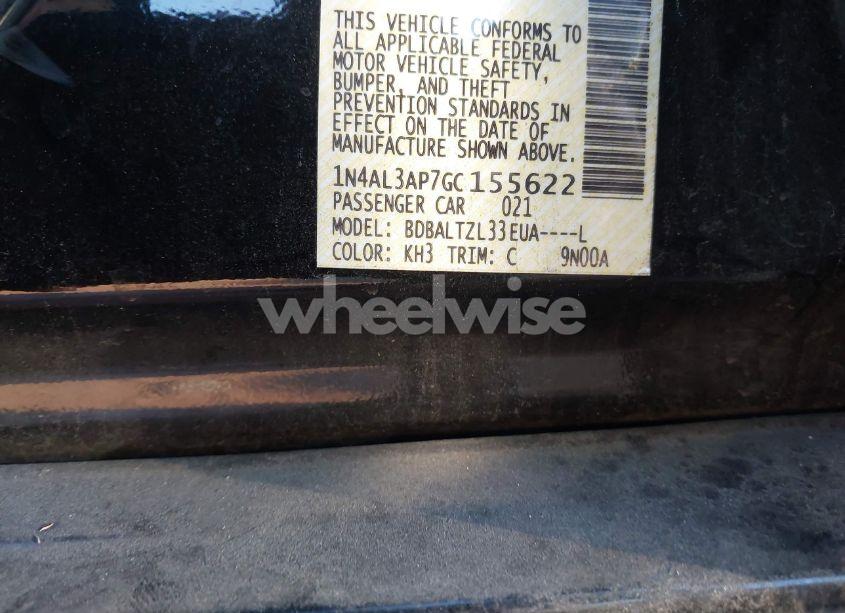 THIS VEHICLE CONFORMS TO
ALL APPLICABLE FEDERAL
MOTOR VEHICLE SAFETY,
BUMPER, AND THEFT
PREVENTION STANDARDS IN
EFFECT ON THE DATE OF
MANUFACTURE SHOWN ABOVE.
1N4AL3AP7GC155622
PASSENGER CAR 021
MODEL: BDBALTZL33EUA----L
COLOR: KH3 TRIM: C 9N00A
wheelwise